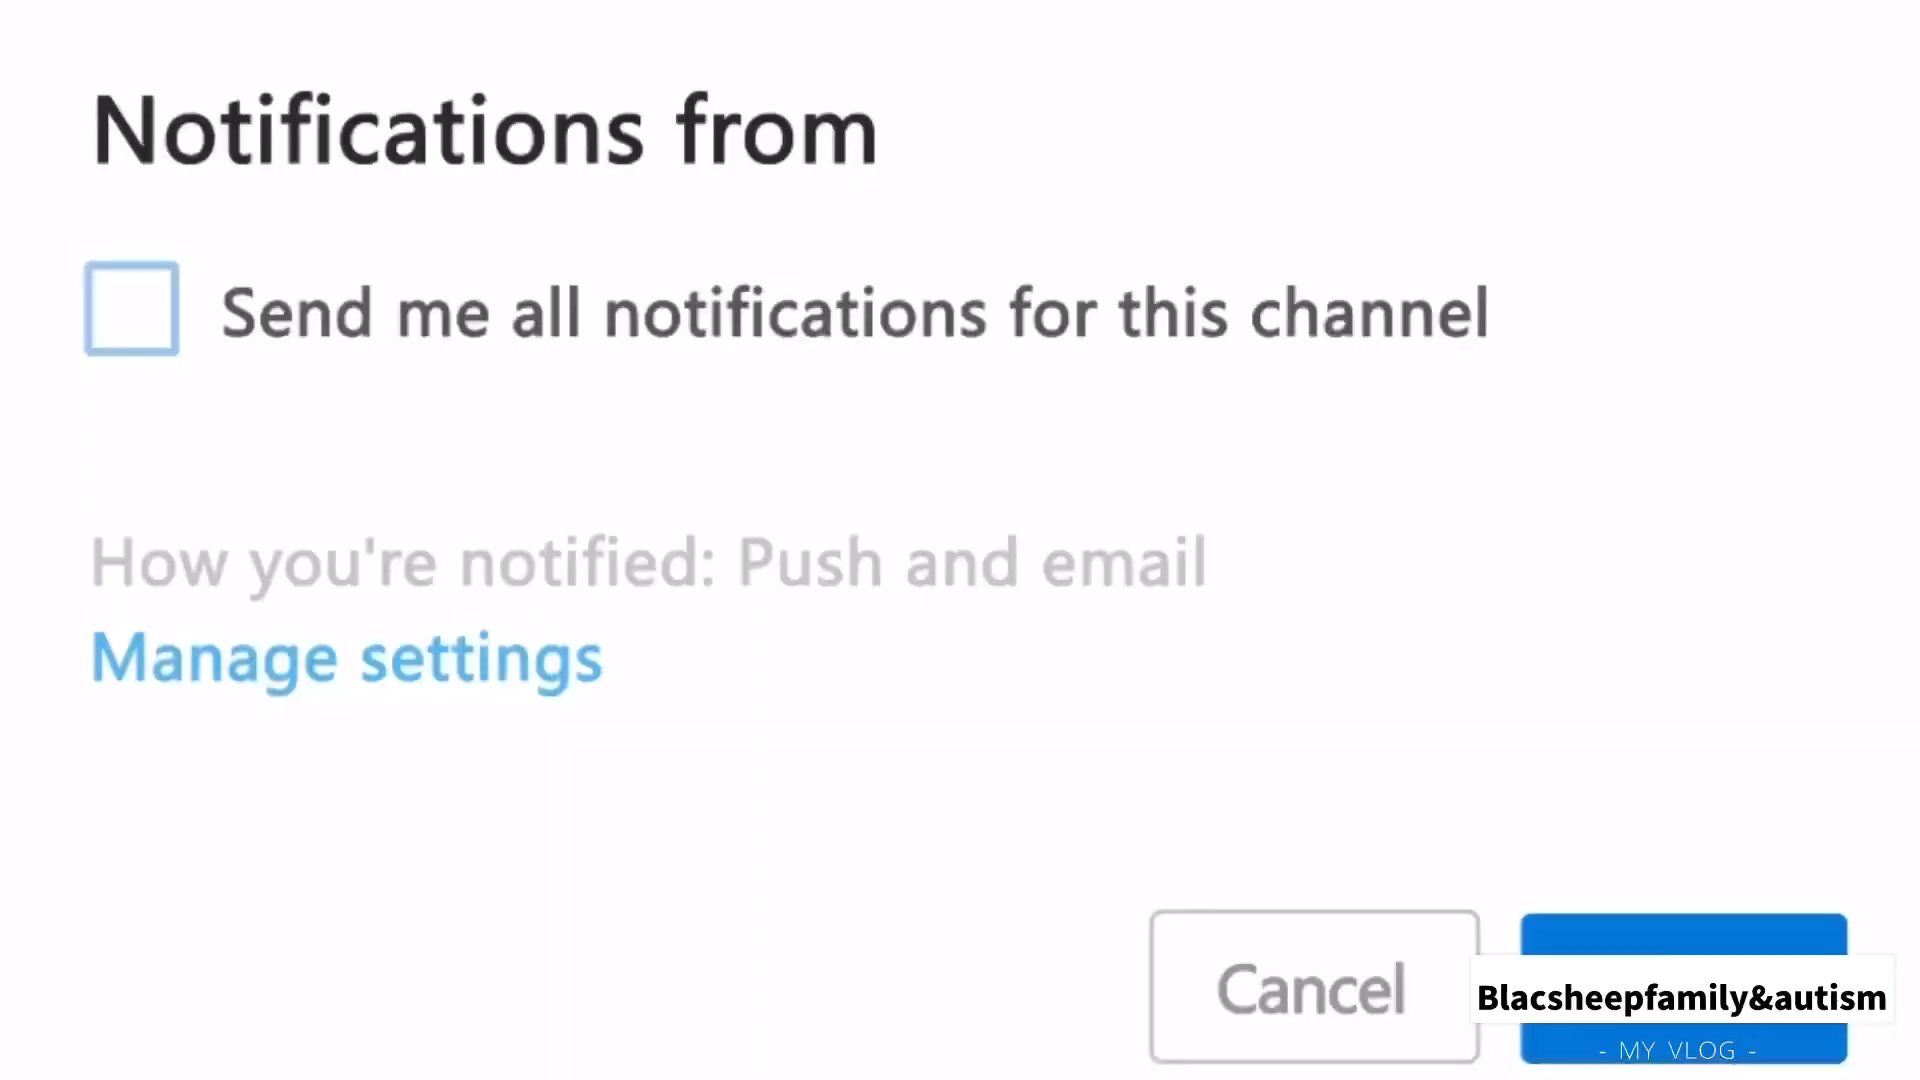 Notifications from
Send me all notifications for this channel
How you're notified: Push and email
Manage settings
Cancel
Blacsheepfamily&autism
- MY VLOG -